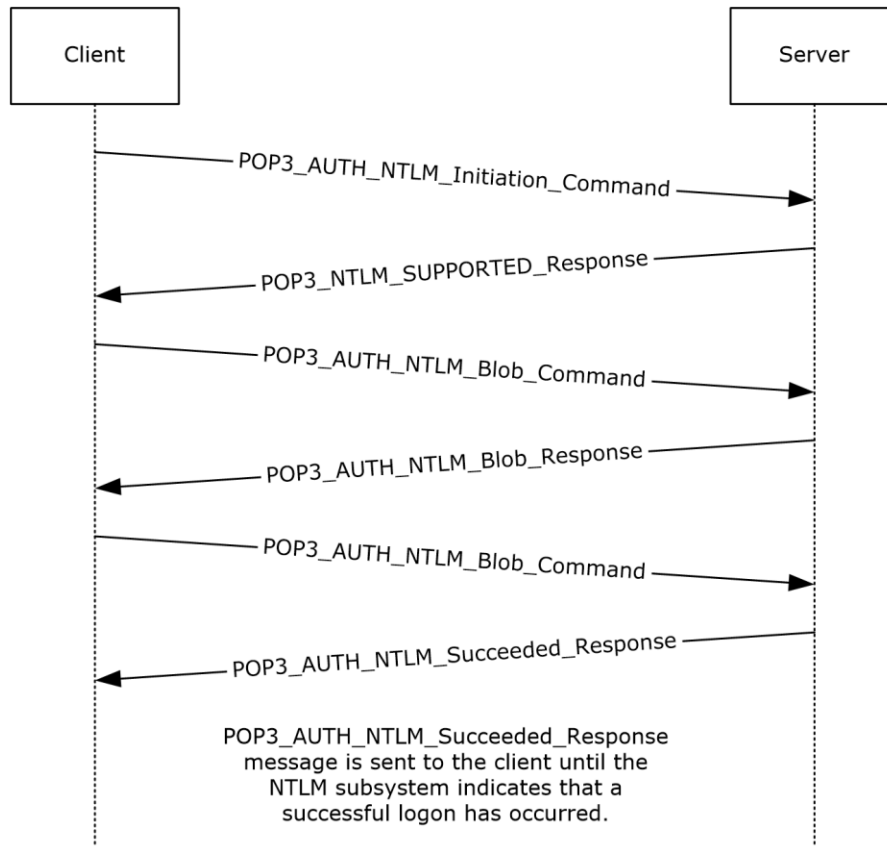 Client
Server
POP3_AUTH_NTLM_Initiation_Command
POP3_NTLM_SUPPORTED_Response
POP3_AUTH_NTLM_Blob_Command
POP3_AUTH_NTLM_Blob_Response
POP3_AUTH_NTLM_Blob_Command
POP3_AUTH_NTLM_Succeeded_Response
POP3_AUTH_NTLM_Succeeded_Response
message is sent to the client until the
NTLM subsystem indicates that a
successful logon has occurred.